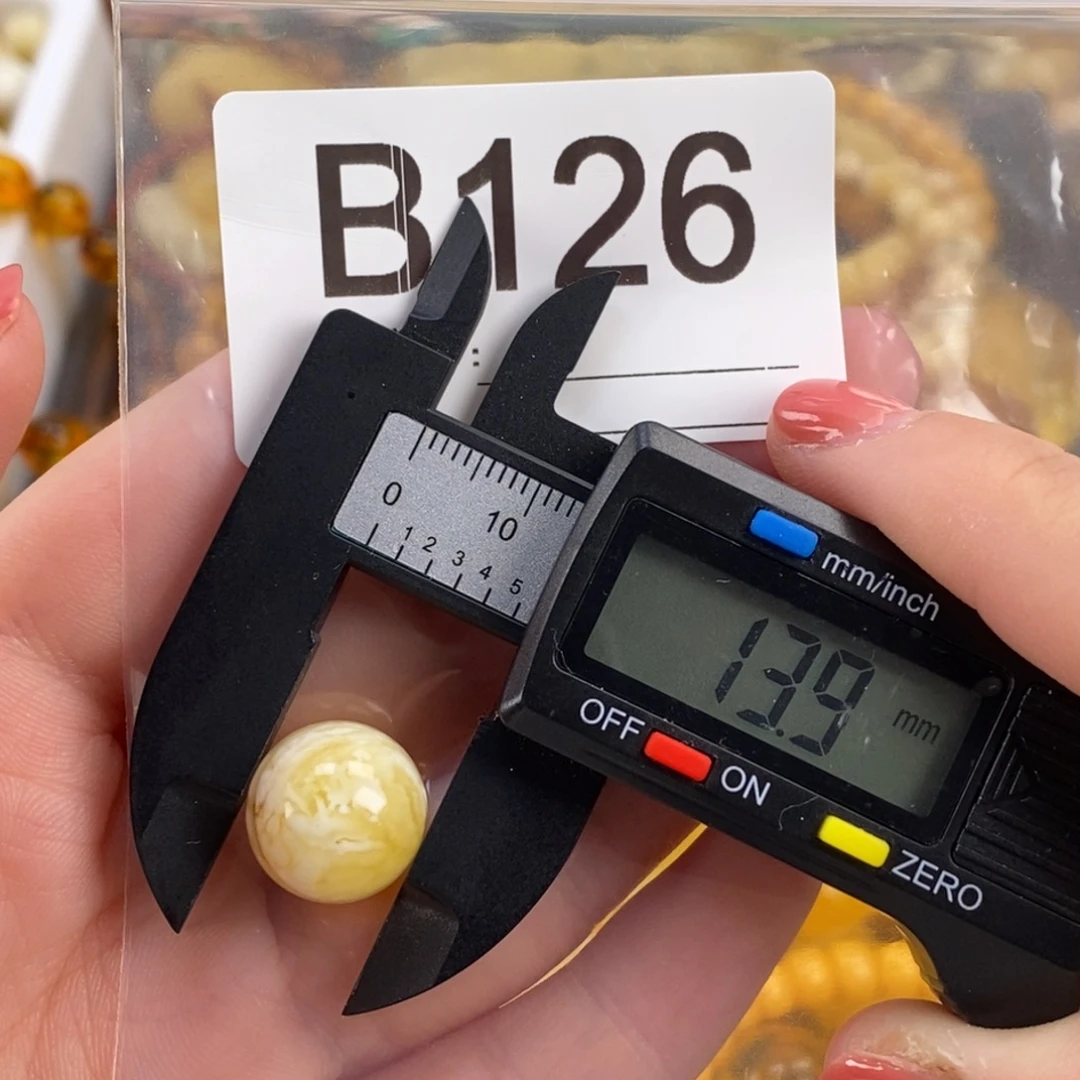 B126
:
0 10
1 2 3 4 5
mm/inch
13.9 mm
OFF ON
ZERO